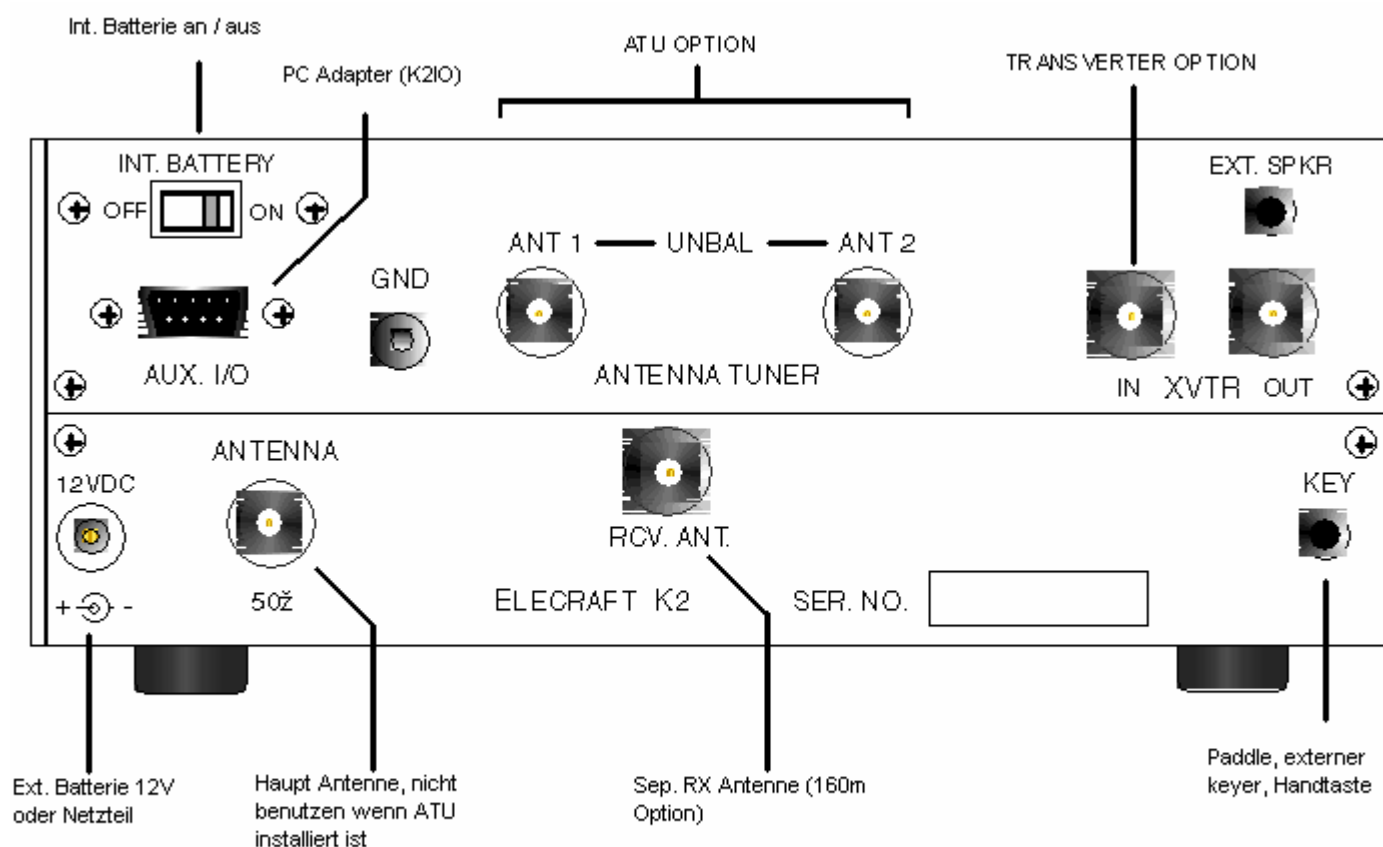 Int. Batterie an / aus
PC Adapter (K2IO)
ATU OPTION
TRANSVERTER OPTION
INT. BATTERY
OFF ON
EXT. SPKR
ANT 1 UNBAL ANT 2
GND
AUX. I/O
ANTENNA TUNER
IN XVTR OUT
ANTENNA
12VDC
KEY
RCV. ANT.
+ -
50ž
ELECRAFT K2
SER. NO.
Ext. Batterie 12V
oder Netzteil
Haupt Antenne, nicht
benutzen wenn ATU
installiert ist
Sep. RX Antenne (160m
Option)
Paddle, externer
keyer, Handtaste